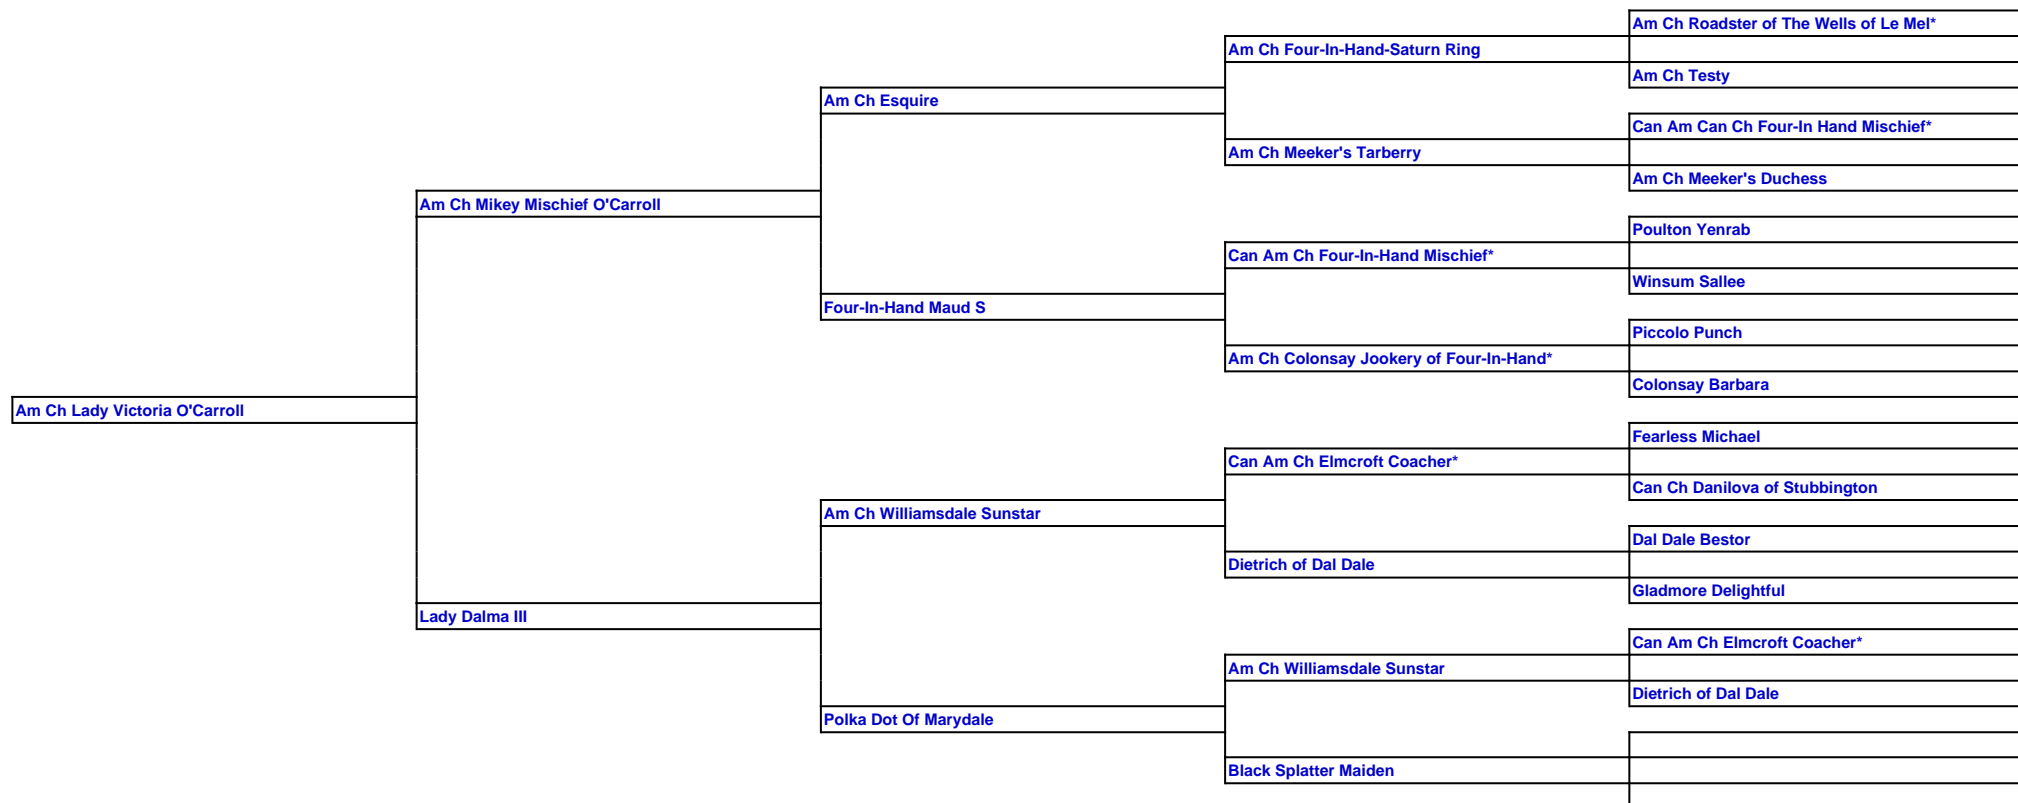 Am Ch Roadster of The Wells of Le Mel*
Am Ch Four-In-Hand-Saturn Ring
Am Ch Testy
Am Ch Esquire
Can Am Can Ch Four-In Hand Mischief*
Am Ch Meeker's Tarberry
Am Ch Meeker's Duchess
Am Ch Mikey Mischief O'Carroll
Poulton Yenrab
Can Am Ch Four-In-Hand Mischief*
Winsum Sallee
Four-In-Hand Maud S
Piccolo Punch
Am Ch Colonsay Jookery of Four-In-Hand*
Colonsay Barbara
Am Ch Lady Victoria O'Carroll
Fearless Michael
Can Am Ch Elmcroft Coacher*
Can Ch Danilova of Stubbington
Am Ch Williamsdale Sunstar
Dal Dale Bestor
Dietrich of Dal Dale
Gladmore Delightful
Lady Dalma III
Can Am Ch Elmcroft Coacher*
Am Ch Williamsdale Sunstar
Dietrich of Dal Dale
Polka Dot Of Marydale
Black Splatter Maiden